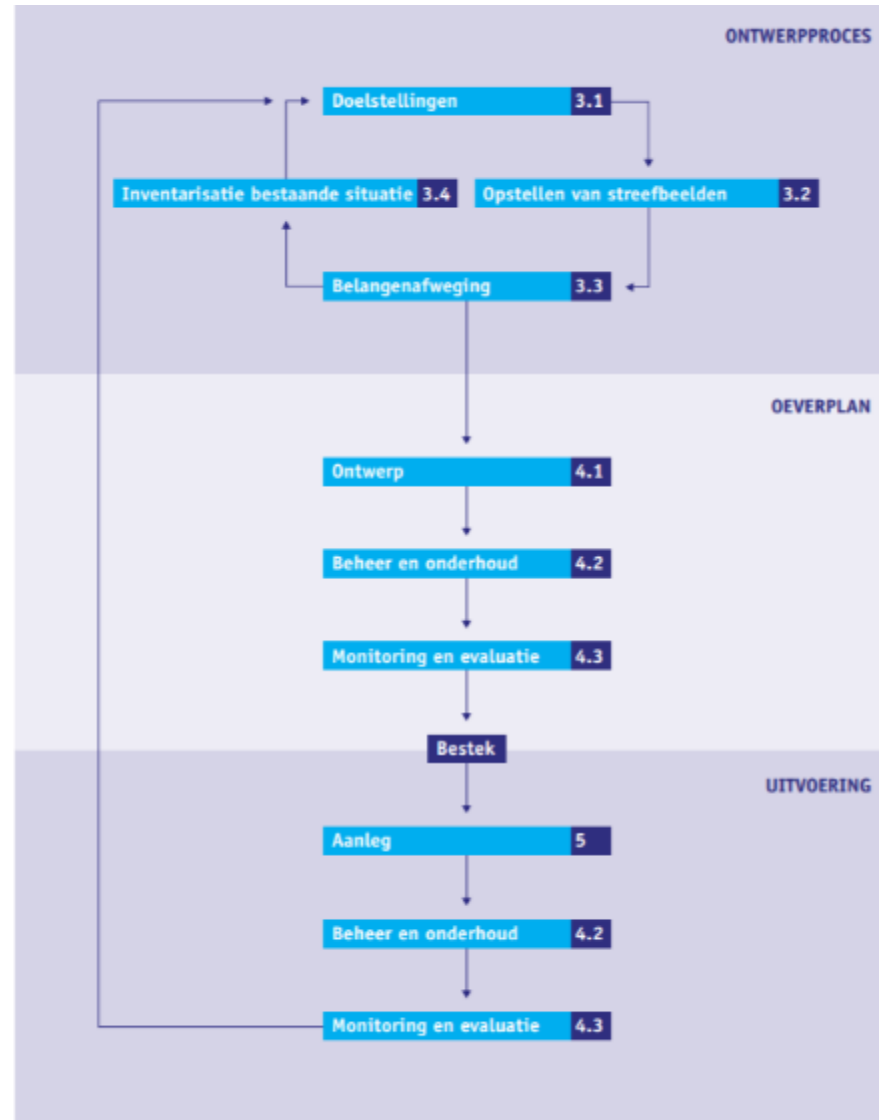 ONTWERPPROCES
Doelstellingen 3.1
Inventarisatie bestaande situatie 3.4
Opstellen van streefbeelden 3.2
Belangenafweging 3.3
OEVERPLAN
Ontwerp 4.1
Beheer en onderhoud 4.2
Monitoring en evaluatie 4.3
Bestek
UITVOERING
Aanleg 5
Beheer en onderhoud 4.2
Monitoring en evaluatie 4.3